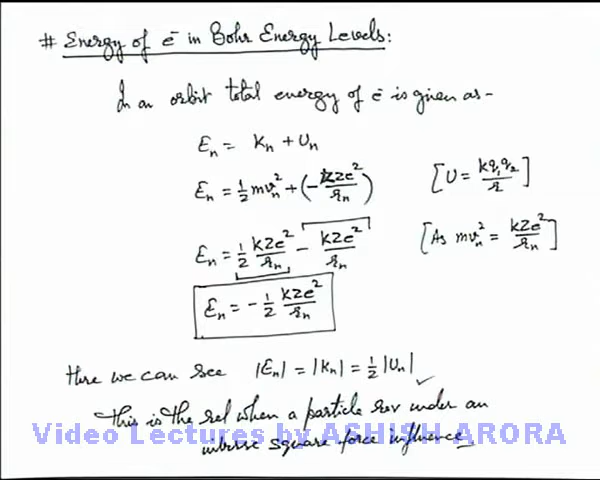 # Energy of e⁻ in Bohr Energy Levels:
In an orbit total energy of e⁻ is given as-
Eₙ = Kₙ + Uₙ
Eₙ = ½ mvₙ² + (-kze²/rₙ) [U = kq₁q₂/r]
Eₙ = ½ kze²/rₙ - kze²/rₙ [As mvₙ² = kze²/rₙ]
Eₙ = -½ kze²/rₙ
Here we can see |Eₙ| = |Kₙ| = ½ |Uₙ| ✓
This is the rel when a particle rev under an
Video Lectures by ASHISH ARORA
inverse square force influence